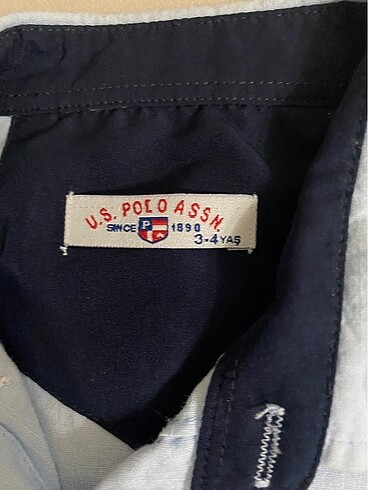 U.S. POLO ASSN.
SINCE P 1890
3-4 YAŞ